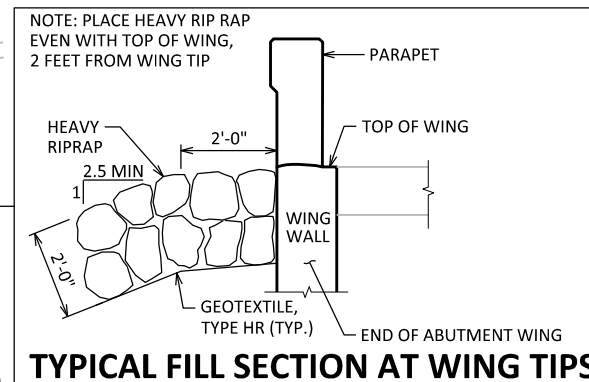 NOTE: PLACE HEAVY RIP RAP
EVEN WITH TOP OF WING,
2 FEET FROM WING TIP
PARAPET
HEAVY
RIPRAP
2'-0"
TOP OF WING
2.5 MIN
1
WING
WALL
2'-0"
GEOTEXTILE,
TYPE HR (TYP.)
END OF ABUTMENT WING
TYPICAL FILL SECTION AT WING TIPS